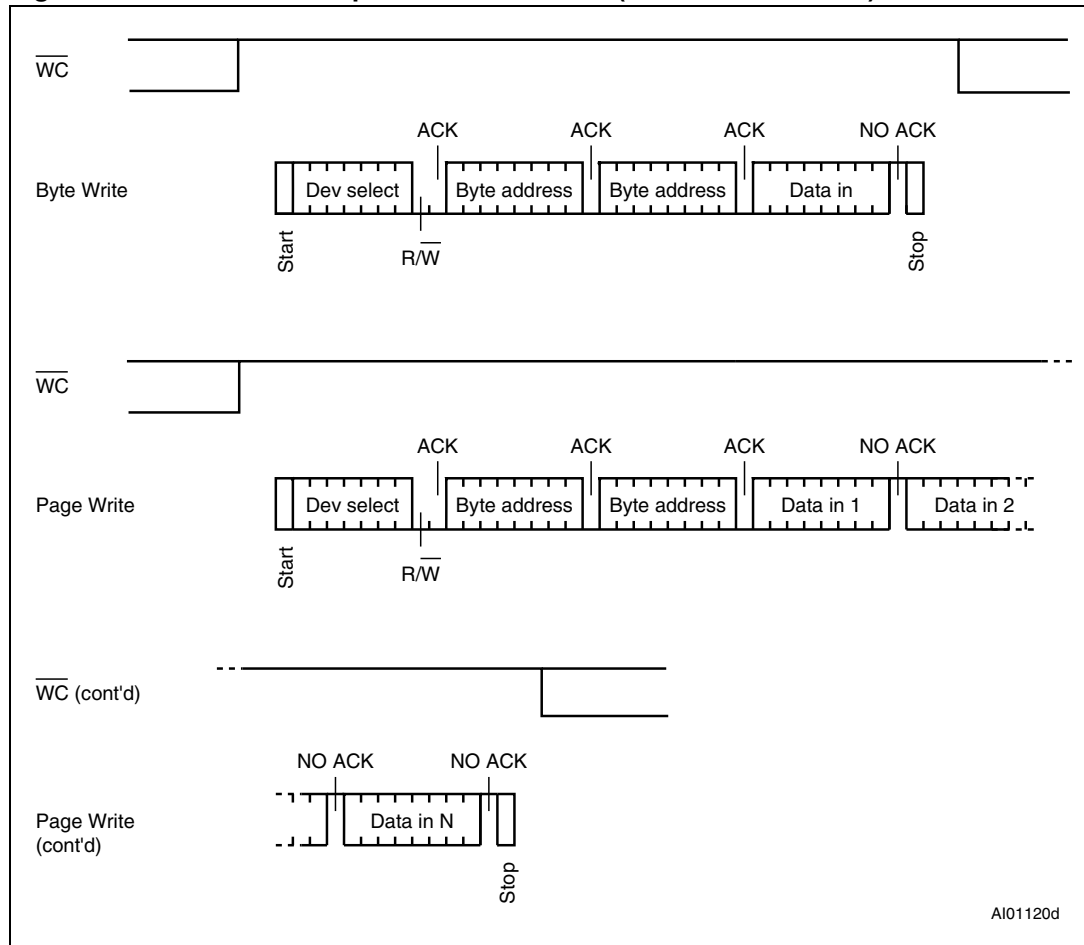 WC
ACK ACK ACK NO ACK
Byte Write Dev select Byte address Byte address Data in
Start R/W Stop
WC
ACK ACK ACK NO ACK
Page Write Dev select Byte address Byte address Data in 1 Data in 2
Start R/W
WC (cont'd)
NO ACK NO ACK
Page Write Data in N
(cont'd)
Stop
AI01120d